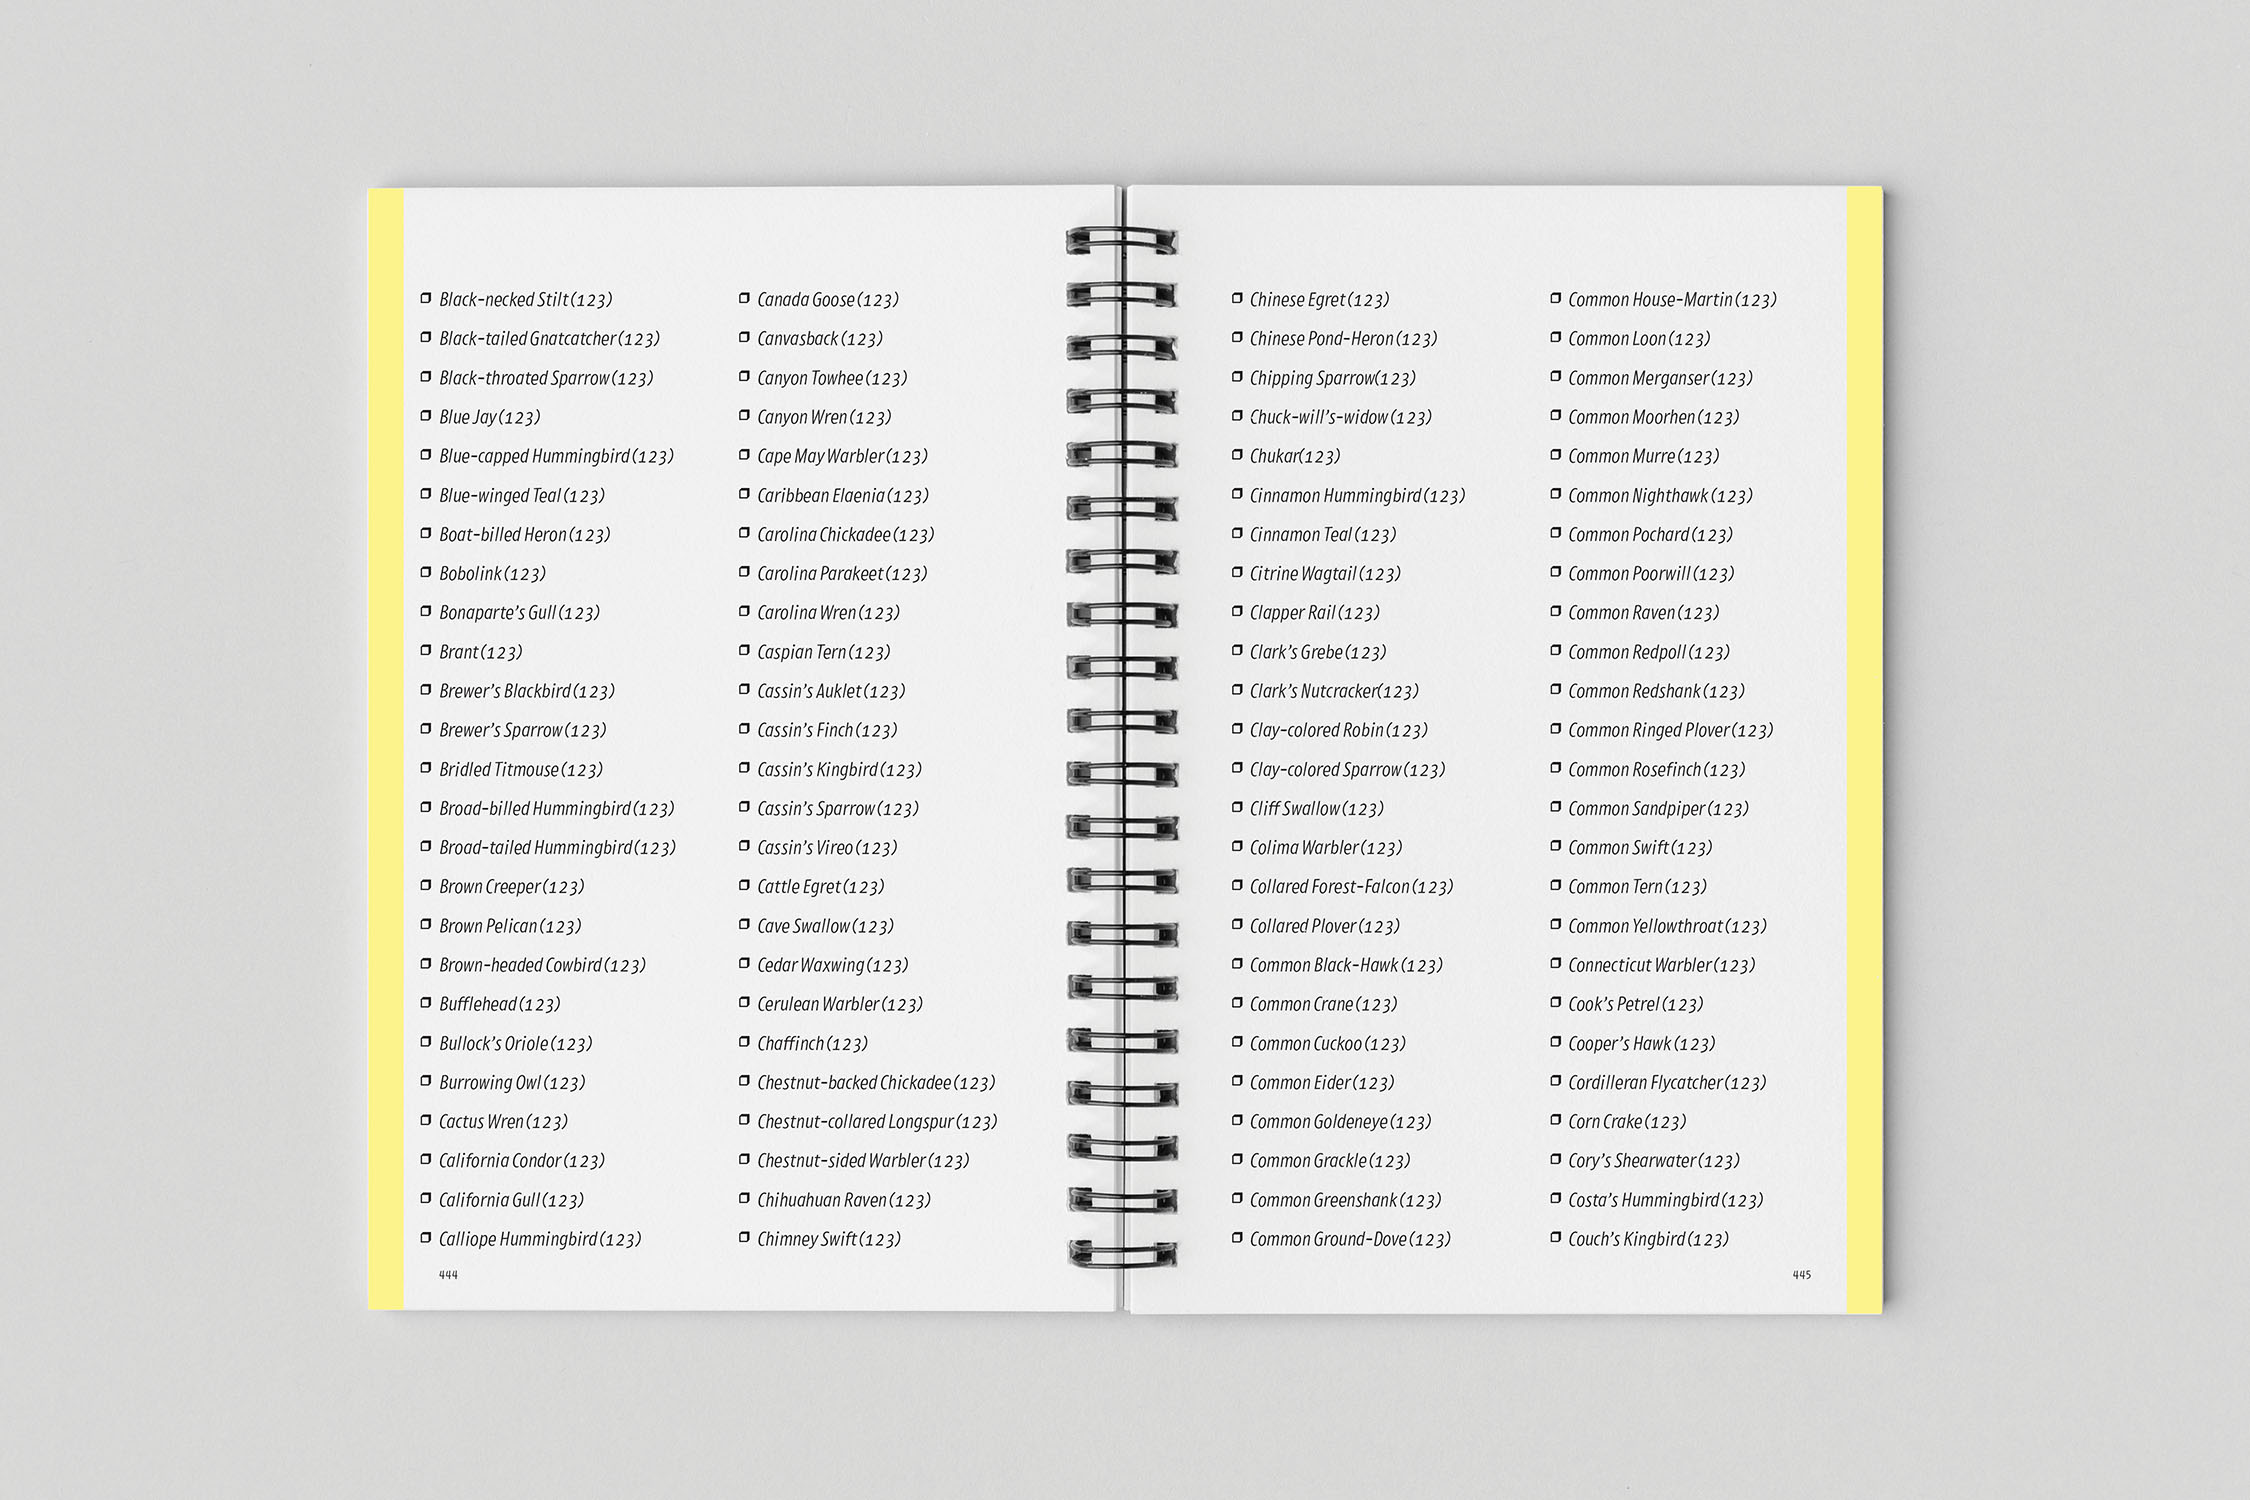 Black-necked Stilt (123)
Black-tailed Gnatcatcher (123)
Black-throated Sparrow (123)
Blue Jay (123)
Blue-capped Hummingbird (123)
Blue-winged Teal (123)
Boat-billed Heron (123)
Bobolink (123)
Bonaparte’s Gull (123)
Brant (123)
Brewer’s Blackbird (123)
Brewer’s Sparrow (123)
Bridled Titmouse (123)
Broad-billed Hummingbird (123)
Broad-tailed Hummingbird (123)
Brown Creeper (123)
Brown Pelican (123)
Brown-headed Cowbird (123)
Bufflehead (123)
Bullock’s Oriole (123)
Burrowing Owl (123)
Cactus Wren (123)
California Condor (123)
California Gull (123)
Calliope Hummingbird (123)
444
Canada Goose (123)
Canvasback (123)
Canyon Towhee (123)
Canyon Wren (123)
Cape May Warbler (123)
Caribbean Elaenia (123)
Carolina Chickadee (123)
Carolina Parakeet (123)
Carolina Wren (123)
Caspian Tern (123)
Cassin’s Auklet (123)
Cassin’s Finch (123)
Cassin’s Kingbird (123)
Cassin’s Sparrow (123)
Cassin’s Vireo (123)
Cattle Egret (123)
Cave Swallow (123)
Cedar Waxwing (123)
Cerulean Warbler (123)
Chaffinch (123)
Chestnut-backed Chickadee (123)
Chestnut-collared Longspur (123)
Chestnut-sided Warbler (123)
Chihuahuan Raven (123)
Chimney Swift (123)
Chinese Egret (123)
Chinese Pond-Heron (123)
Chipping Sparrow(123)
Chuck-will’s-widow (123)
Chukar(123)
Cinnamon Hummingbird (123)
Cinnamon Teal (123)
Citrine Wagtail (123)
Clapper Rail (123)
Clark’s Grebe (123)
Clark’s Nutcracker(123)
Clay-colored Robin (123)
Clay-colored Sparrow (123)
Cliff Swallow (123)
Colima Warbler (123)
Collared Forest-Falcon (123)
Collared Plover (123)
Common Black-Hawk (123)
Common Crane (123)
Common Cuckoo (123)
Common Eider (123)
Common Goldeneye (123)
Common Grackle (123)
Common Greenshank (123)
Common Ground-Dove (123)
Common House-Martin (123)
Common Loon (123)
Common Merganser (123)
Common Moorhen (123)
Common Murre (123)
Common Nighthawk (123)
Common Pochard (123)
Common Poorwill (123)
Common Raven (123)
Common Redpoll (123)
Common Redshank (123)
Common Ringed Plover (123)
Common Rosefinch (123)
Common Sandpiper (123)
Common Swift (123)
Common Tern (123)
Common Yellowthroat (123)
Connecticut Warbler (123)
Cook’s Petrel (123)
Cooper’s Hawk (123)
Cordilleran Flycatcher (123)
Corn Crake (123)
Cory’s Shearwater (123)
Costa’s Hummingbird (123)
Couch’s Kingbird (123)
445